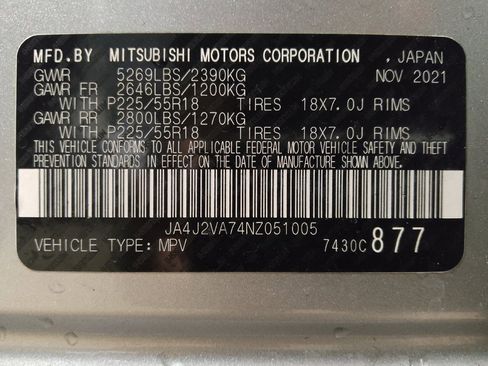 MFD.BY MITSUBISHI MOTORS CORPORATION , JAPAN
GVWR 5269LBS/2390KG NOV 2021
GAWR FR 2646LBS/1200KG
WITH P225/55R18 TIRES 18X7.0J RIMS
GAWR RR 2800LBS/1270KG
WITH P225/55R18 TIRES 18X7.0J RIMS
THIS VEHICLE CONFORMS TO ALL APPLICABLE FEDERAL MOTOR VEHICLE SAFETY AND THEFT
PREVENTION STANDARDS IN EFFECT ON THE DATE OF MANUFACTURE SHOWN ABOVE.
JA4J2VA74NZ051005
VEHICLE TYPE: MPV 7430C 877